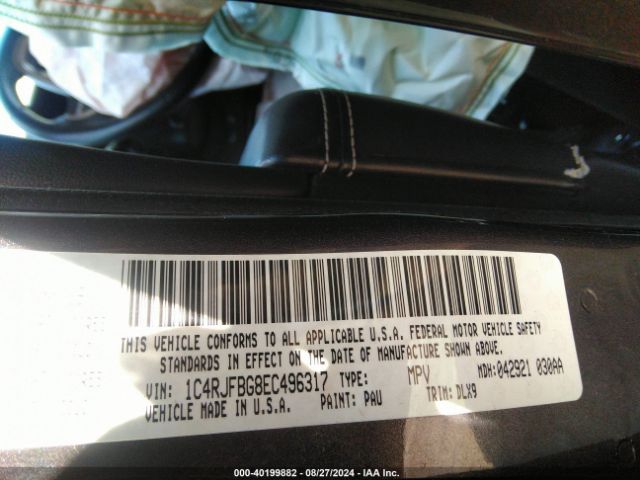 THIS VEHICLE CONFORMS TO ALL APPLICABLE U.S.A. FEDERAL MOTOR VEHICLE SAFETY
STANDARDS IN EFFECT ON THE DATE OF MANUFACTURE SHOWN ABOVE.
VIN: 1C4RJFBG8EC496317 TYPE: MPV MDH: 042921 030AA
VEHICLE MADE IN U.S.A. PAINT: PAU TRIM: DLX9
000-40199882 - 08/27/2024 - IAA Inc.